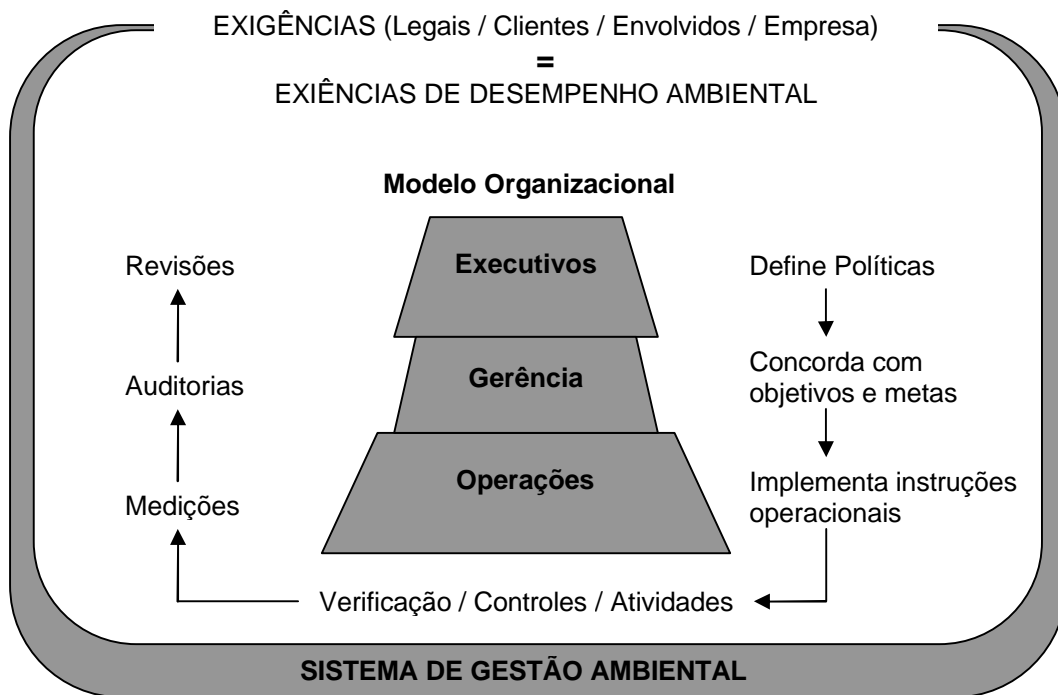 EXIGÊNCIAS (Legais / Clientes / Envolvidos / Empresa)
=
EXIÊNCIAS DE DESEMPENHO AMBIENTAL
Modelo Organizacional
Executivos
Gerência
Operações
Revisões
Auditorias
Medições
Define Políticas
Concorda com
objetivos e metas
Implementa instruções
operacionais
Verificação / Controles / Atividades
SISTEMA DE GESTÃO AMBIENTAL